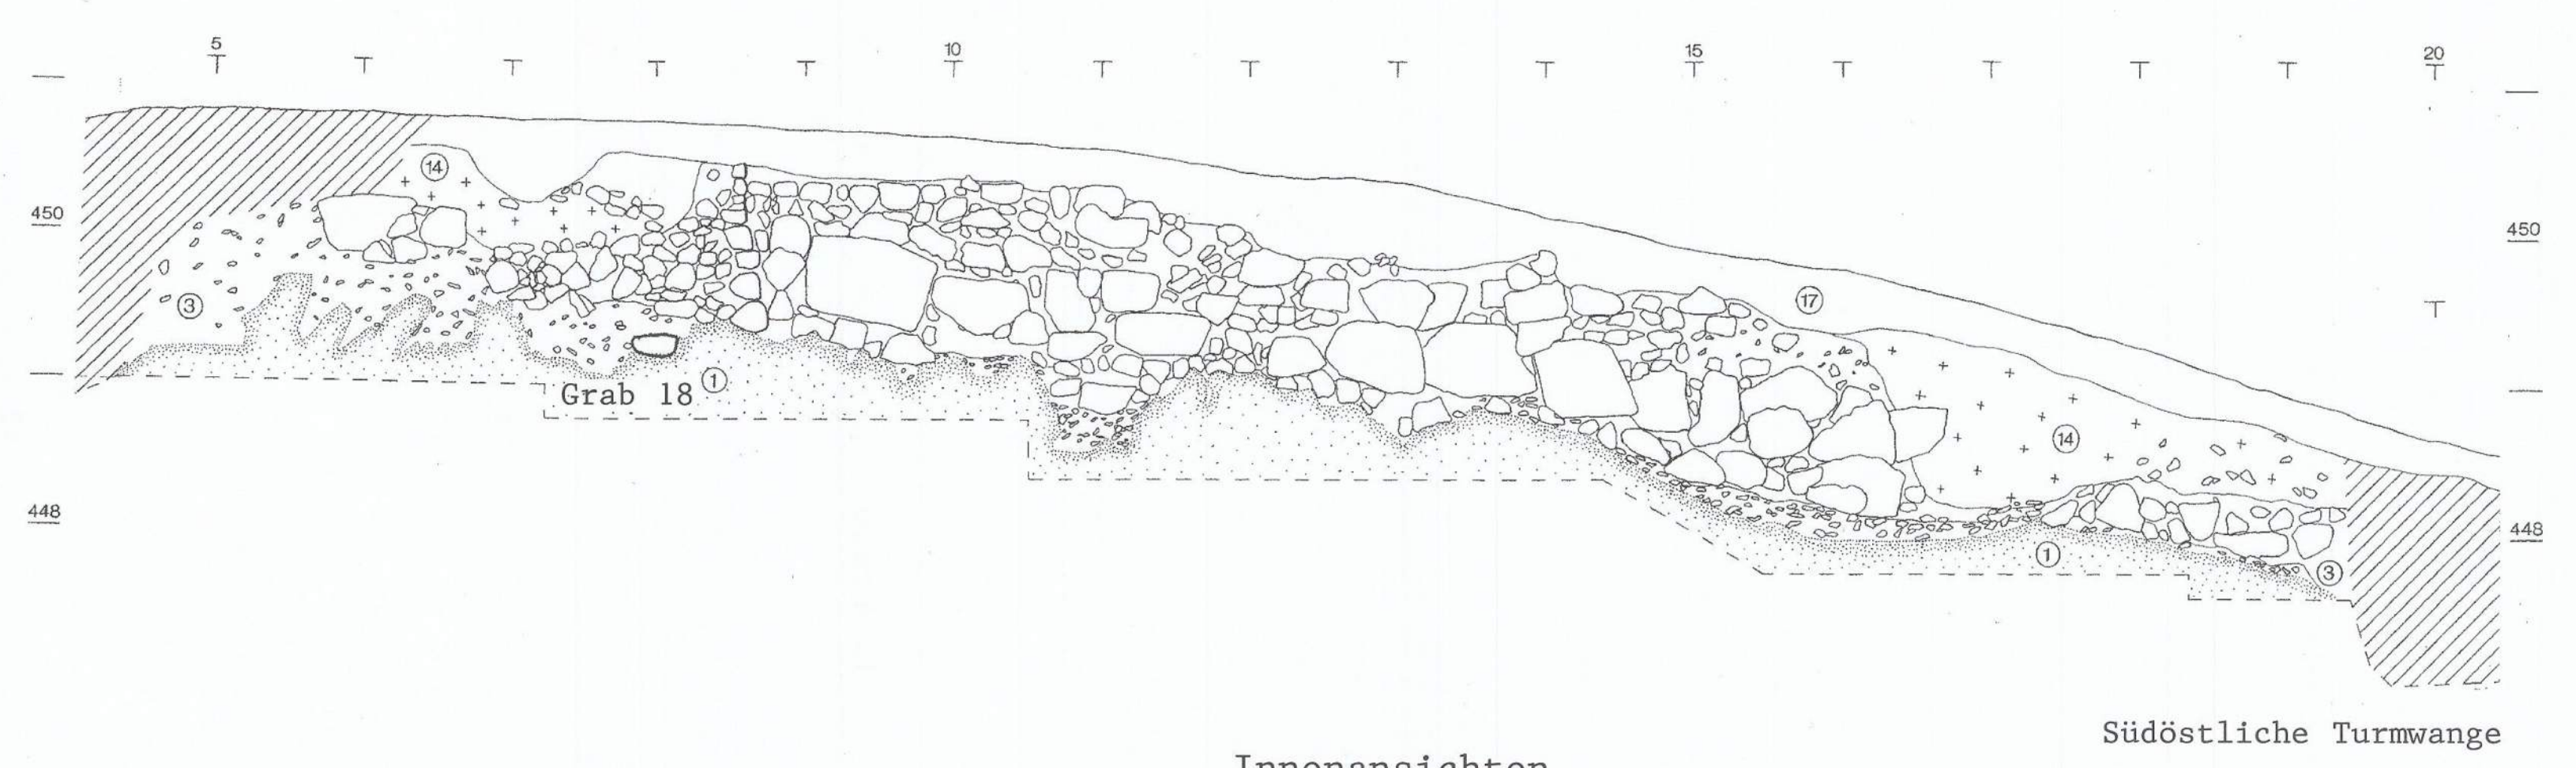 5 10 15 20
14
450 450
3
17
Grab 18 1
14
448 448
1
3
Südöstliche Turmwange
Innenansichten